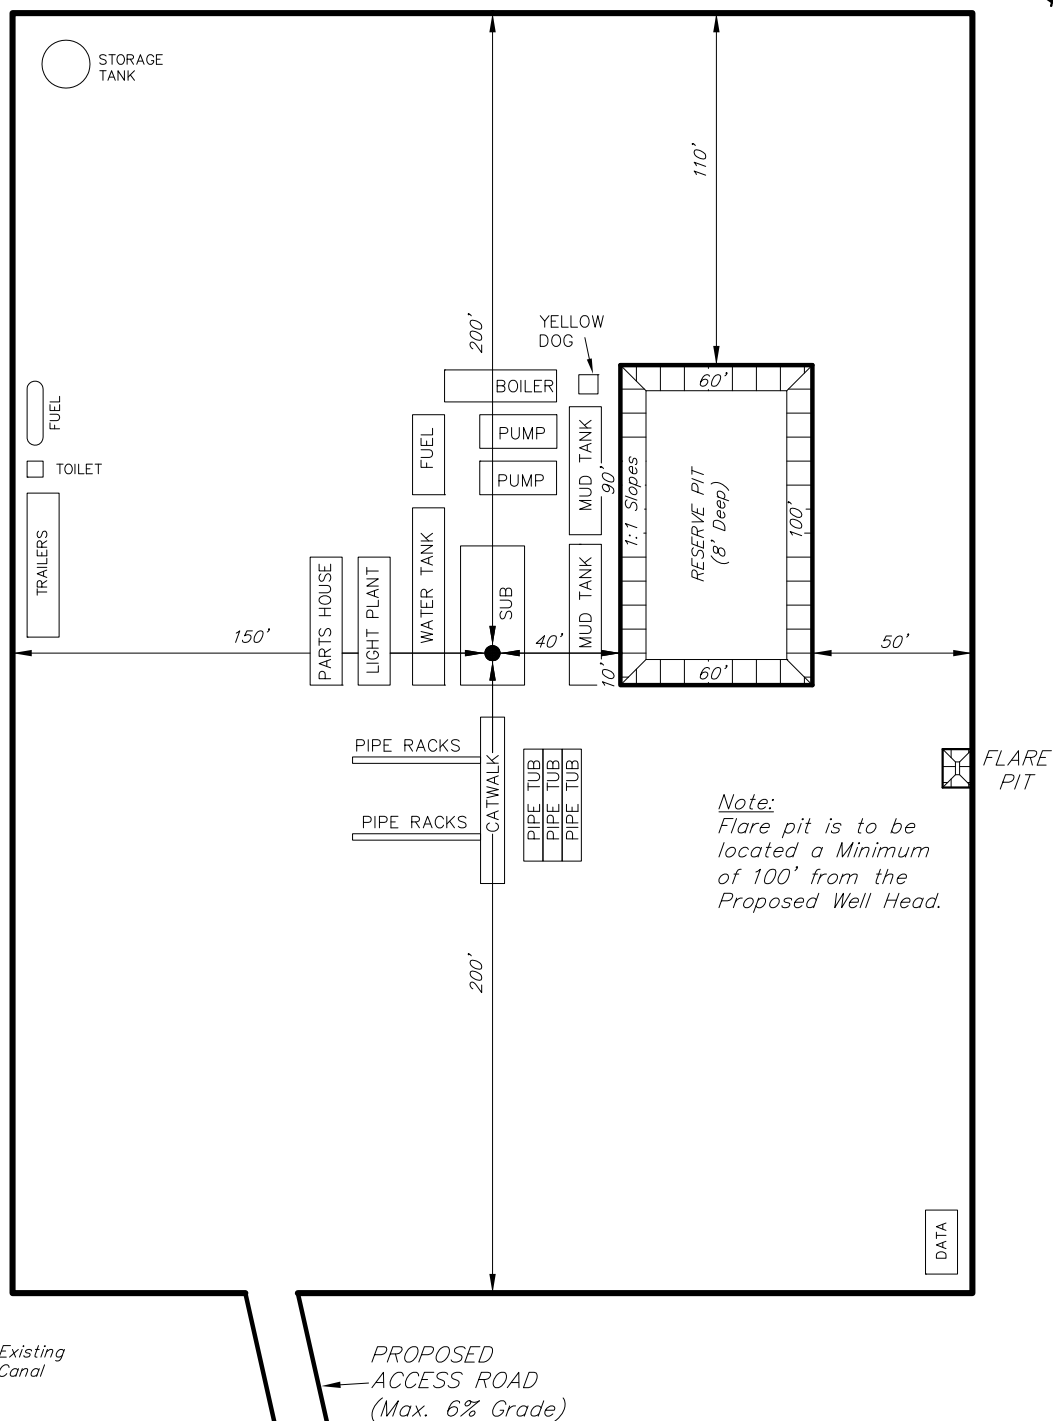 STORAGE
TANK
110'
200'
YELLOW
DOG
BOILER
60'
FUEL
FUEL
PUMP
MUD TANK
90'
TOILET
PUMP
1:1 Slopes
RESERVE PIT
(8' Deep)
100'
TRAILERS
PARTS HOUSE
LIGHT PLANT
WATER TANK
SUB
MUD TANK
150'
40'
10'
60'
50'
PIPE RACKS
PIPE RACKS
CATWALK
PIPE TUB
PIPE TUB
PIPE TUB
FLARE
PIT
Note:
Flare pit is to be
located a Minimum
of 100' from the
Proposed Well Head.
200'
DATA
Existing
Canal
PROPOSED
ACCESS ROAD
(Max. 6% Grade)